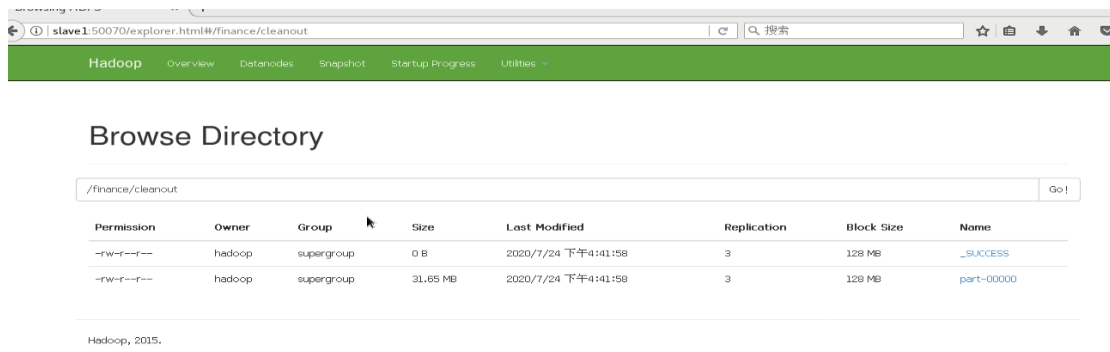 slave1:50070/explorer.html#/finance/cleanout 搜索
Hadoop Overview Datanodes Snapshot Startup Progress Utilities
Browse Directory
/finance/cleanout Go!
Permission Owner Group Size Last Modified Replication Block Size Name
-rw-r--r-- hadoop supergroup 0 B 2020/7/24 下午4:41:58 3 128 MB _SUCCESS
-rw-r--r-- hadoop supergroup 31.65 MB 2020/7/24 下午4:41:58 3 128 MB part-00000
Hadoop, 2015.